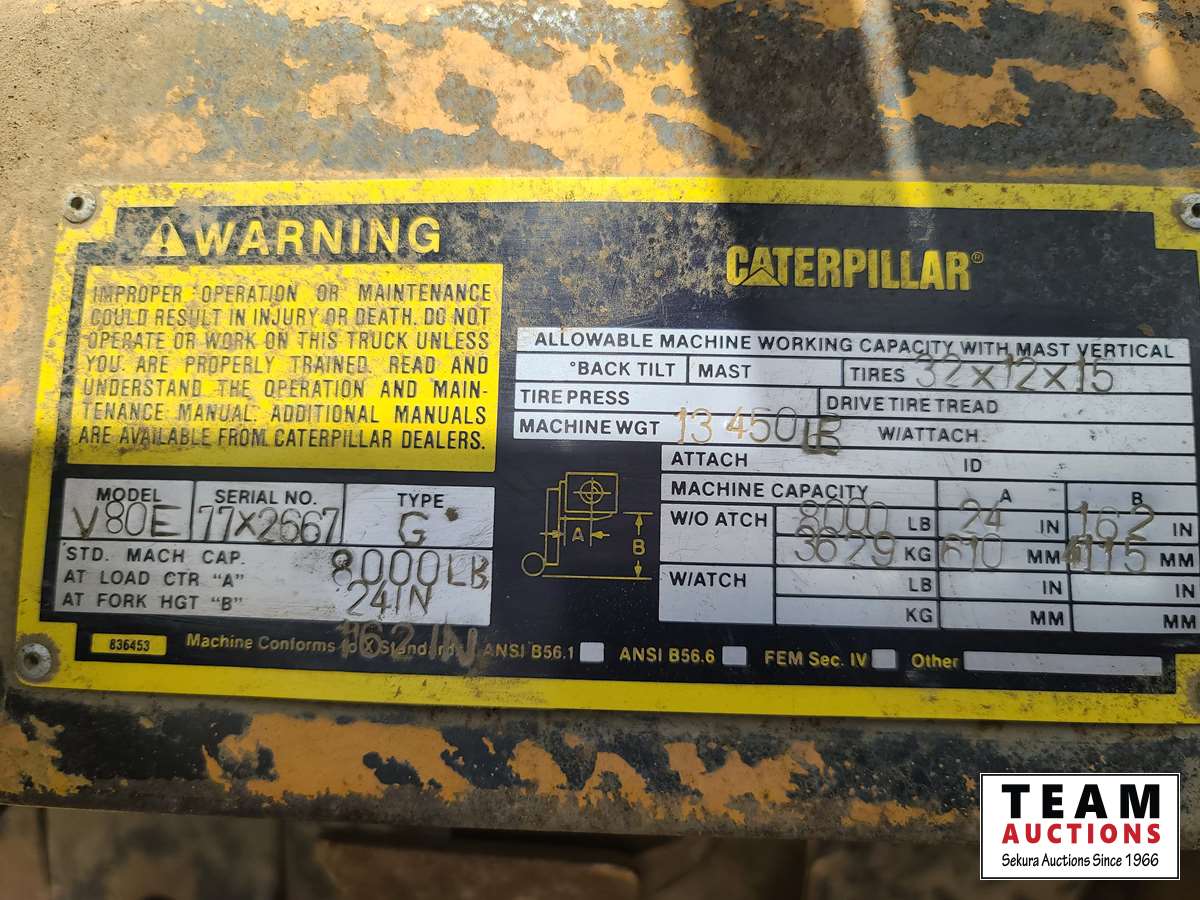 WARNING
IMPROPER OPERATION OR MAINTENANCE
COULD RESULT IN INJURY OR DEATH. DO NOT
OPERATE OR WORK ON THIS TRUCK UNLESS
YOU ARE PROPERLY TRAINED. READ AND
UNDERSTAND THE OPERATION AND MAIN-
TENANCE MANUAL. ADDITIONAL MANUALS
ARE AVAILABLE FROM CATERPILLAR DEALERS.
MODEL SERIAL NO. TYPE
V80E 77X2667 G
STD. MACH CAP. 8000LB
AT LOAD CTR "A" 24IN
AT FORK HGT "B" 162IN
836453 Machine Conforms to X Standard ANSI B56.1 ANSI B56.6 FEM Sec. IV Other
CATERPILLAR®
ALLOWABLE MACHINE WORKING CAPACITY WITH MAST VERTICAL
°BACK TILT MAST TIRES 32x12x15
TIRE PRESS DRIVE TIRE TREAD
MACHINE WGT 13450LB W/ATTACH.
ATTACH ID
MACHINE CAPACITY A B
W/O ATCH 8000 LB 24 IN 162 IN
3629 KG 610 MM 4115 MM
W/ATCH LB IN IN
KG MM MM
A
B
TEAM
AUCTIONS
Sekura Auctions Since 1966